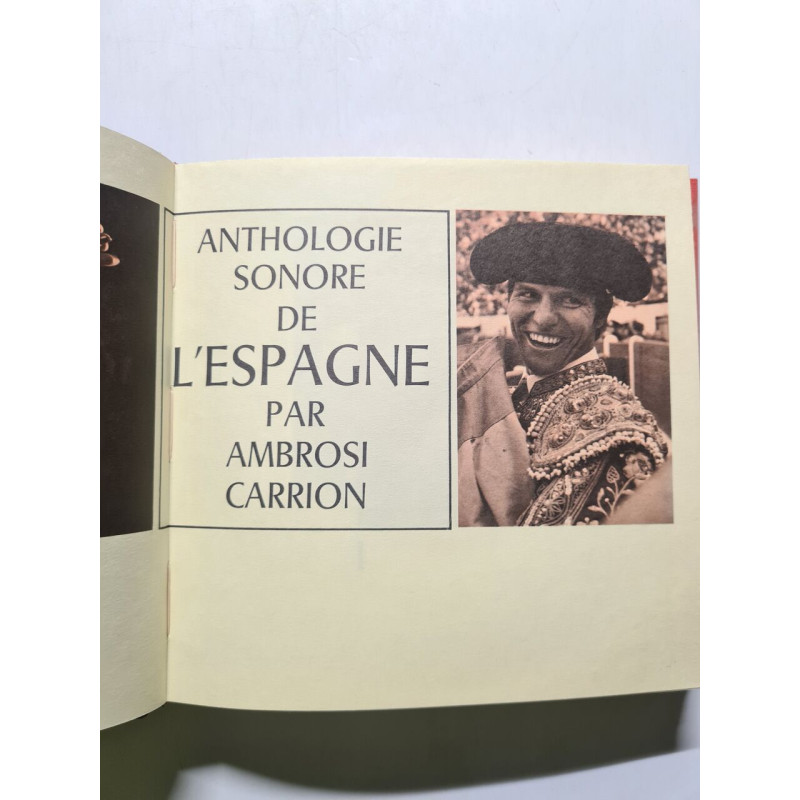 ANTHOLOGIE
SONORE
DE
L'ESPAGNE
PAR
AMBROSI
CARRION